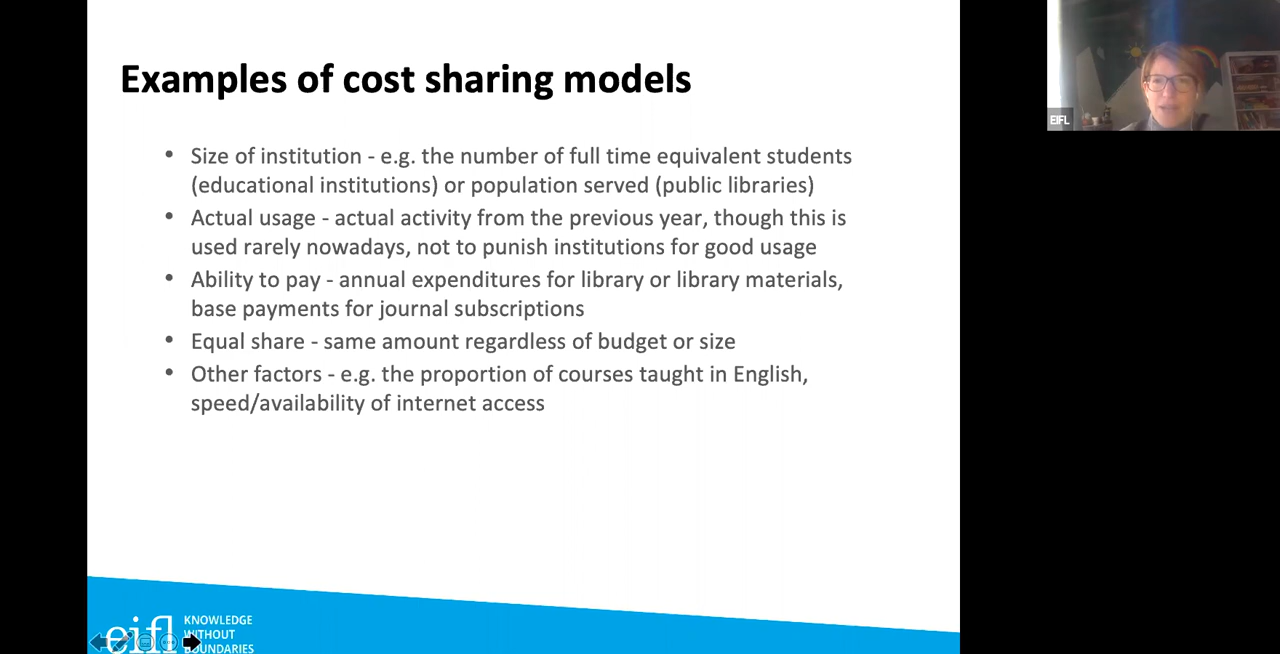 Examples of cost sharing models
• Size of institution - e.g. the number of full time equivalent students
(educational institutions) or population served (public libraries)
• Actual usage - actual activity from the previous year, though this is
used rarely nowadays, not to punish institutions for good usage
• Ability to pay - annual expenditures for library or library materials,
base payments for journal subscriptions
• Equal share - same amount regardless of budget or size
• Other factors - e.g. the proportion of courses taught in English,
speed/availability of internet access
EIFL
eifl
KNOWLEDGE
WITHOUT
BOUNDARIES